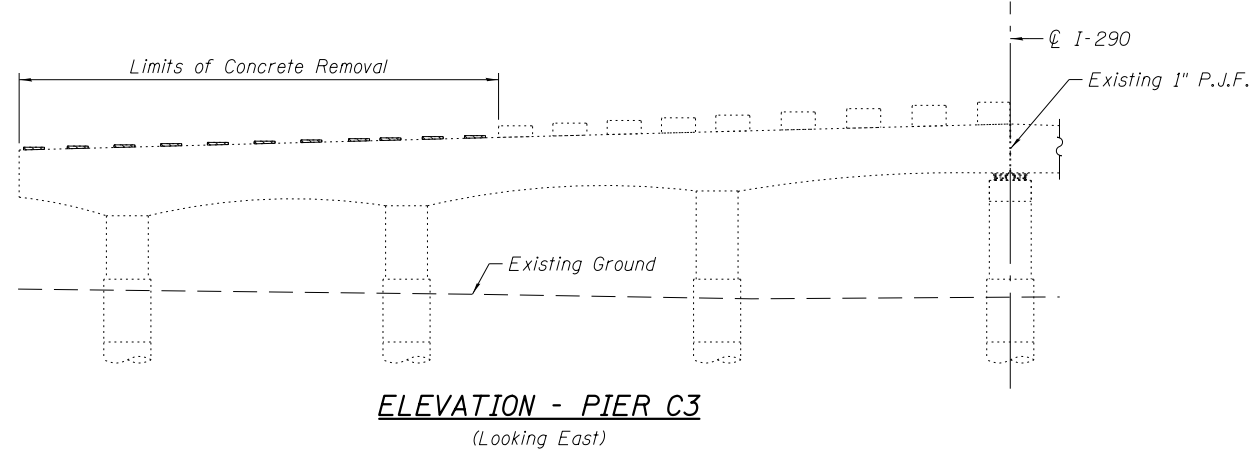 ℄ I-290
Limits of Concrete Removal
Existing 1" P.J.F.
Existing Ground
ELEVATION - PIER C3
(Looking East)